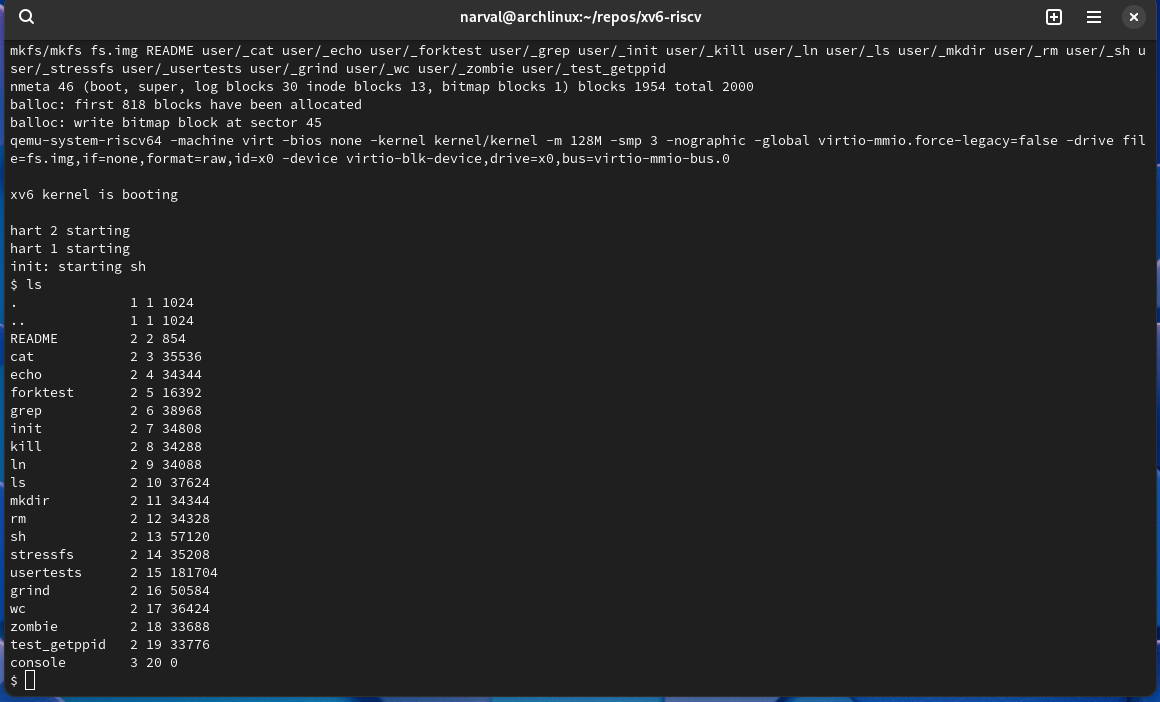 narval@archlinux:~/repos/xv6-riscv
mkfs/mkfs fs.img README user/_cat user/_echo user/_forktest user/_grep user/_init user/_kill user/_ln user/_ls user/_mkdir user/_rm user/_sh u
ser/_stressfs user/_usertests user/_grind user/_wc user/_zombie user/_test_getppid
nmeta 46 (boot, super, log blocks 30 inode blocks 13, bitmap blocks 1) blocks 1954 total 2000
balloc: first 818 blocks have been allocated
balloc: write bitmap block at sector 45
qemu-system-riscv64 -machine virt -bios none -kernel kernel/kernel -m 128M -smp 3 -nographic -global virtio-mmio.force-legacy=false -drive fil
e=fs.img,if=none,format=raw,id=x0 -device virtio-blk-device,drive=x0,bus=virtio-mmio-bus.0
xv6 kernel is booting
hart 2 starting
hart 1 starting
init: starting sh
$ ls
.              1 1 1024
..             1 1 1024
README         2 2 854
cat            2 3 35536
echo           2 4 34344
forktest       2 5 16392
grep           2 6 38968
init           2 7 34808
kill           2 8 34288
ln             2 9 34088
ls             2 10 37624
mkdir          2 11 34344
rm             2 12 34328
sh             2 13 57120
stressfs       2 14 35208
usertests      2 15 181704
grind          2 16 50584
wc             2 17 36424
zombie         2 18 33688
test_getppid   2 19 33776
console        3 20 0
$